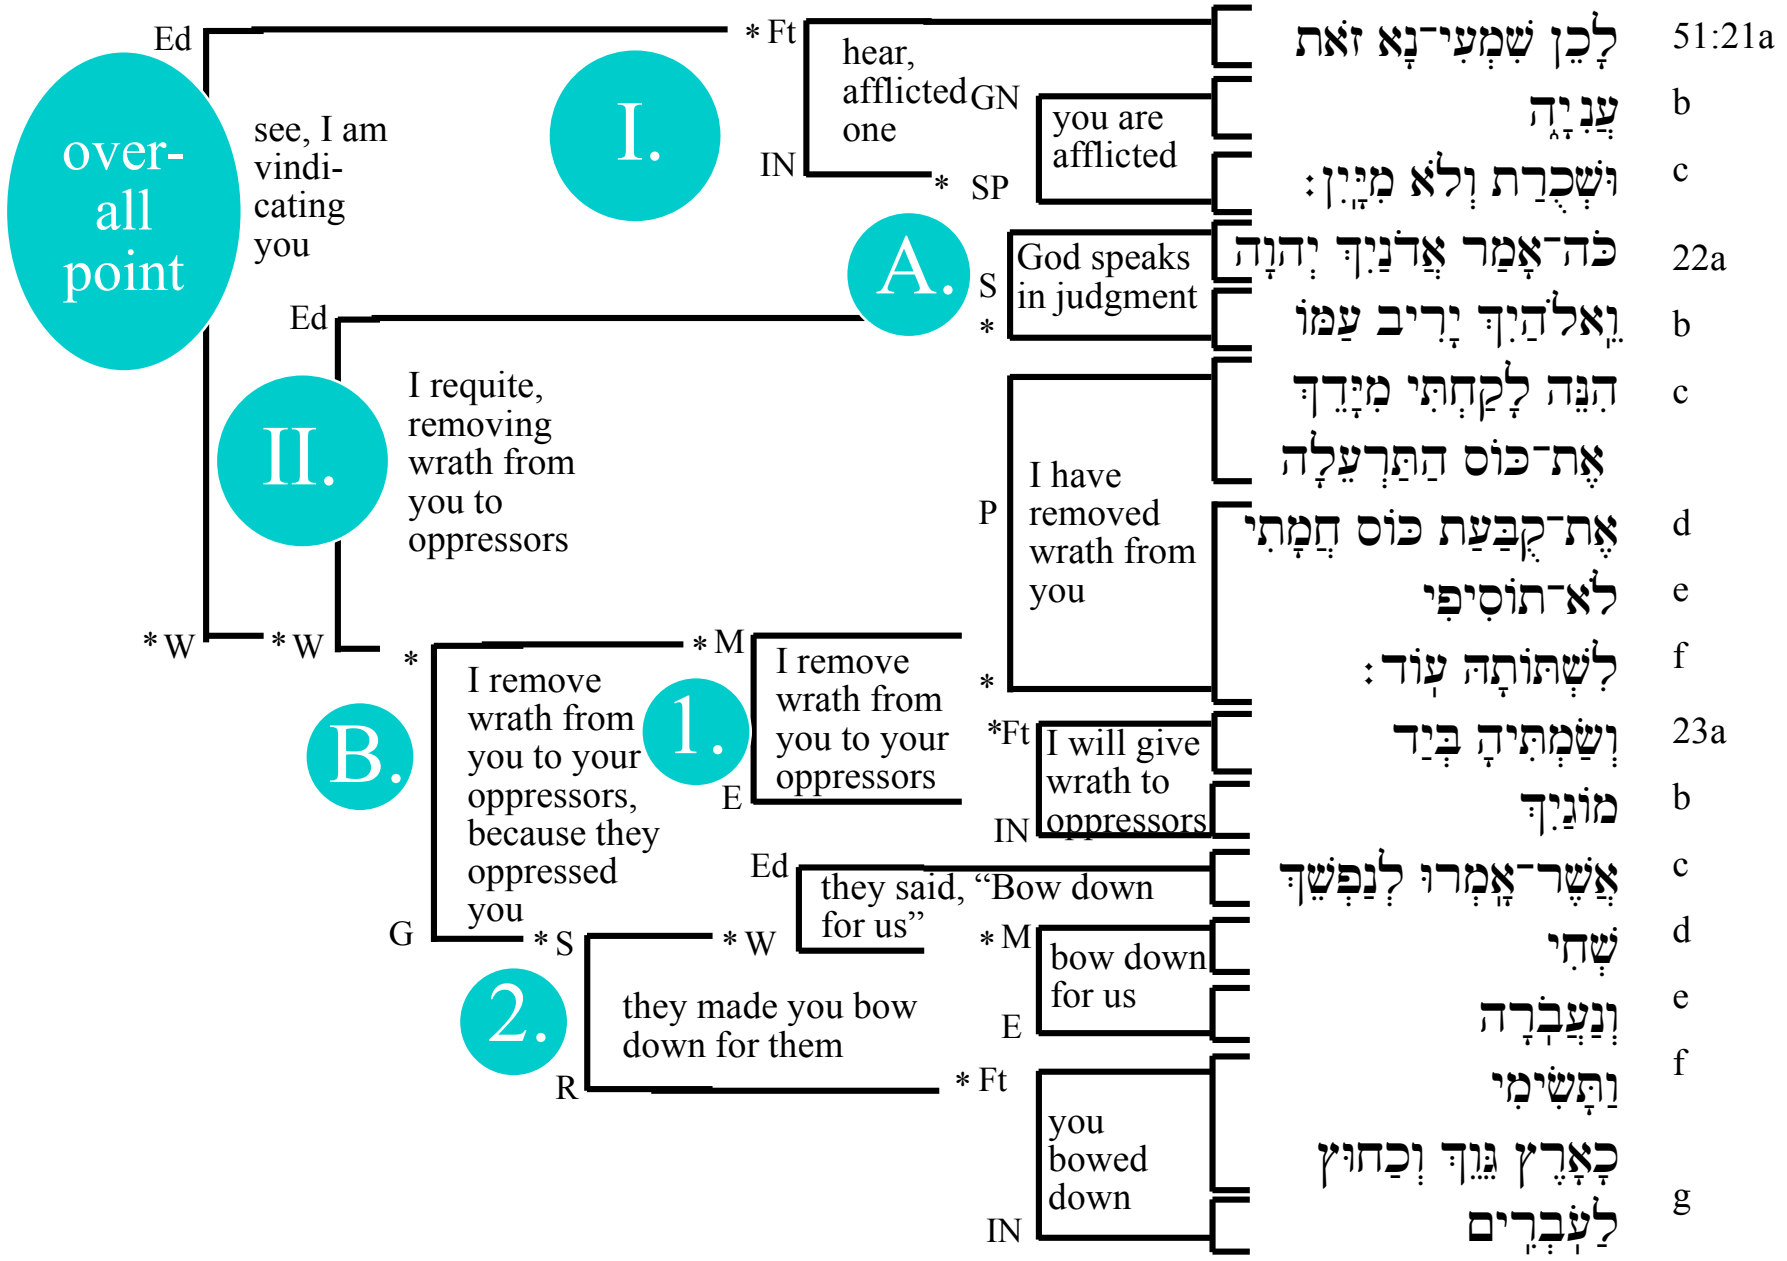 Ed
over-
all
point
see, I am
vindi-
cating
you
* W
I.
* Ft
hear,
afflicted
one
IN
*
GN
you are
afflicted
SP
לָכֵן שִׁמְעִי־נָא זֹאת 51:21a
עֲנִיָּה b
וּשְׁכֻרַת וְלֹא מִיָּיִן׃ c
Ed
II.
I requite,
removing
wrath from
you to
oppressors
* W
A.
S
God speaks
in judgment
*
כֹּה־אָמַר אֲדֹנַיִךְ יְהוָה 22a
וֵאלֹהַיִךְ יָרִיב עַמּוֹ b
*
B.
I remove
wrath from
you to your
oppressors,
because they
oppressed
you
G
* M
1.
I remove
wrath from
you to your
oppressors
E
P
I have
removed
wrath from
you
*
הִנֵּה לָקַחְתִּי מִיָּדֵךְ c
אֶת־כּוֹס הַתַּרְעֵלָה
אֶת־קֻבַּעַת כּוֹס חֲמָתִי d
לֹא־תוֹסִיפִי e
לִשְׁתּוֹתָהּ עוֹד׃ f
*Ft
I will give
wrath to
oppressors
IN
וְשַׂמְתִּיהָ בְּיַד 23a
מוֹגַיִךְ b
* S
2.
they made you bow
down for them
R
* W
Ed
they said, “Bow down
for us”
אֲשֶׁר־אָמְרוּ לְנַפְשֵׁךְ c
* M
bow down
for us
E
שְׁחִי d
וְנַעֲבֹרָה e
* Ft
you
bowed
down
IN
וַתָּשִׂימִי f
כָאָרֶץ גֵּוֵךְ וְכַחוּץ
לַעֹבְרִים g